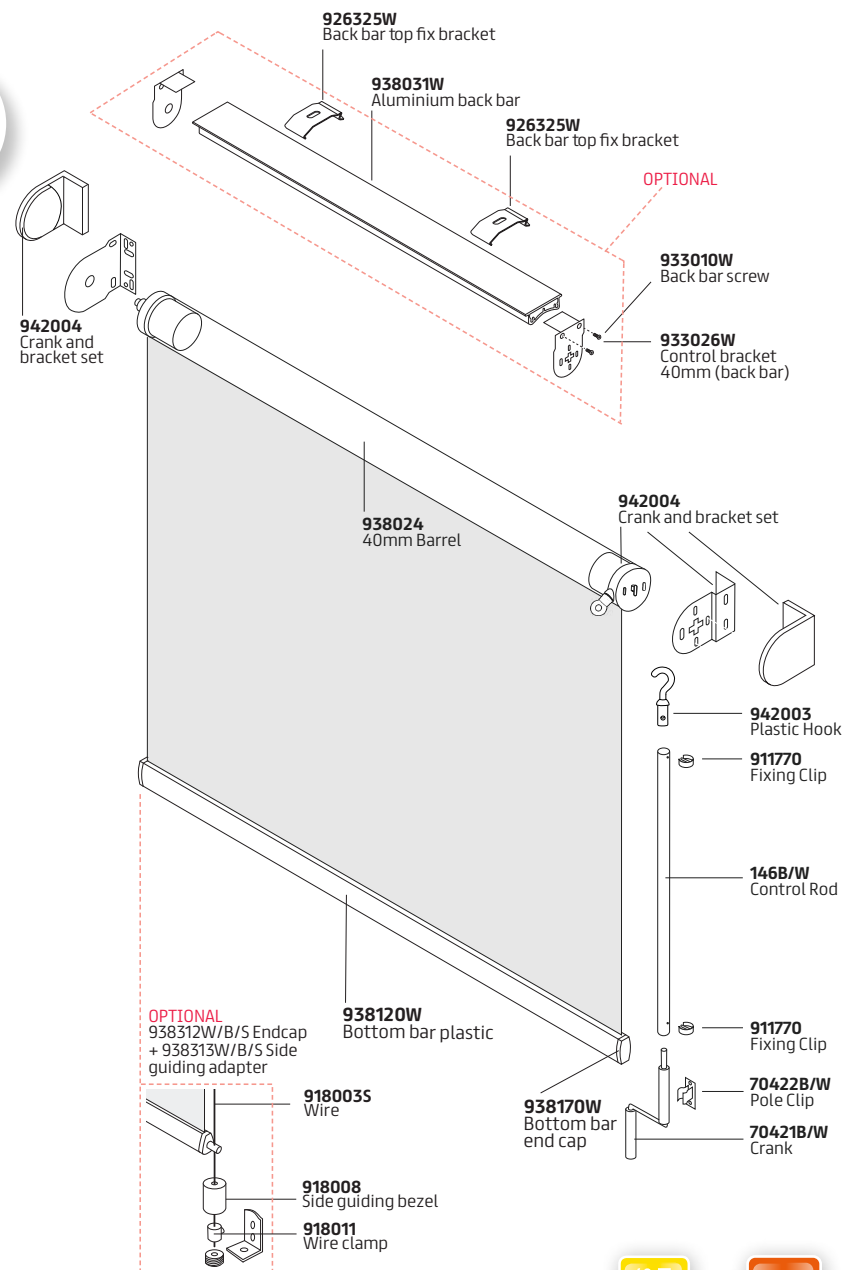 926325W
Back bar top fix bracket
938031W
Aluminium back bar
926325W
Back bar top fix bracket
OPTIONAL
933010W
Back bar screw
942004
Crank and
bracket set
933026W
Control bracket
40mm (back bar)
942004
Crank and bracket set
938024
40mm Barrel
942003
Plastic Hook
911770
Fixing Clip
146B/W
Control Rod
OPTIONAL
938312W/B/S Endcap
+ 938313W/B/S Side
guiding adapter
938120W
Bottom bar plastic
911770
Fixing Clip
918003S
Wire
938170W
Bottom bar
end cap
70422B/W
Pole Clip
70421B/W
Crank
918008
Side guiding bezel
918011
Wire clamp